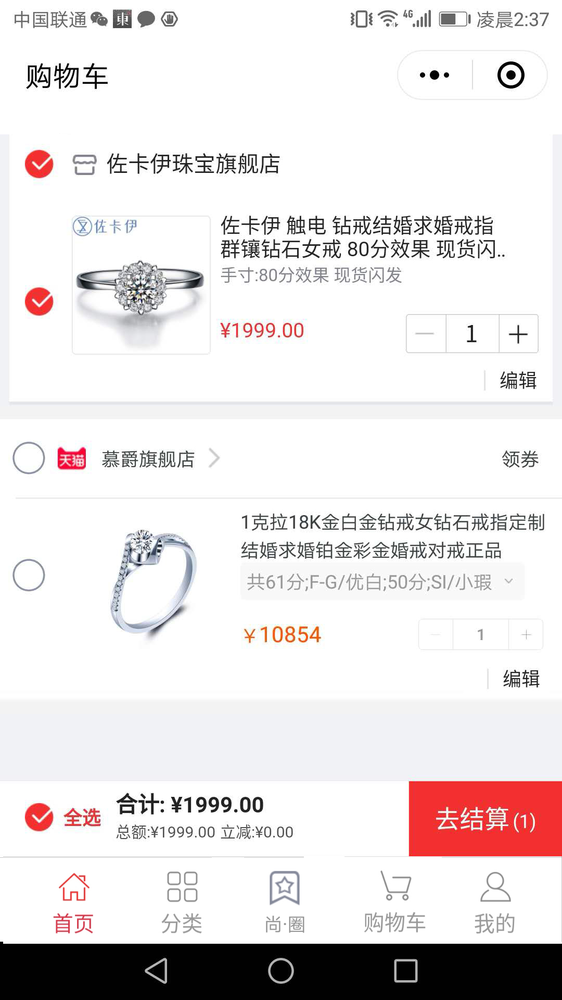 中国联通 東 4G 凌晨2:37
购物车
佐卡伊珠宝旗舰店
佐卡伊
佐卡伊 触电 钻戒结婚求婚戒指
群镶钻石女戒 80分效果 现货闪..
手寸:80分效果 现货闪发
¥1999.00
1
编辑
天猫 慕爵旗舰店 领券
1克拉18K金白金钻戒女钻石戒指定制
结婚求婚铂金彩金婚戒对戒正品
共61分;F-G/优白;50分;SI/小瑕
￥10854
1
编辑
全选
合计: ¥1999.00
总额:¥1999.00 立减:¥0.00
去结算(1)
首页 分类 尚·圈 购物车 我的